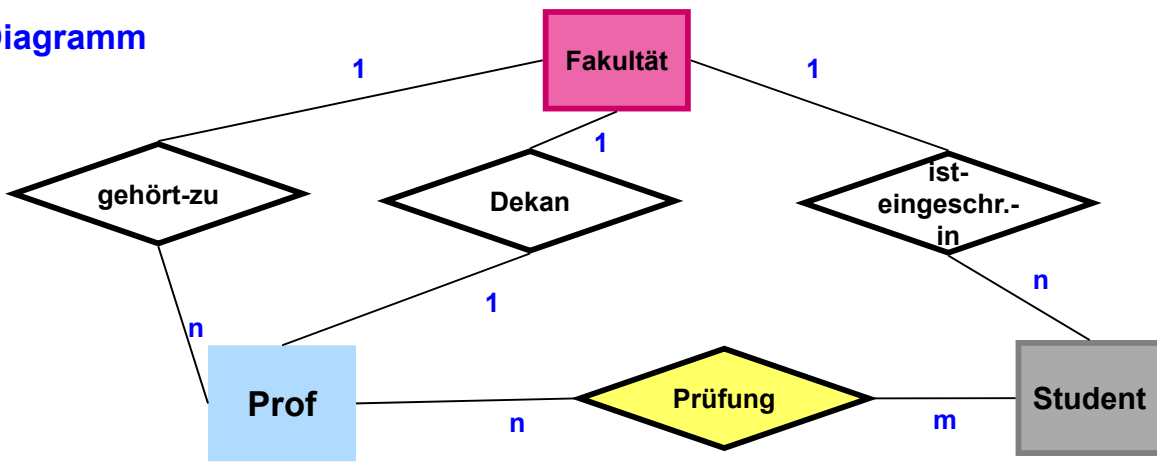 Diagramm
Fakultät
1
1
1
gehört-zu
Dekan
ist-
eingeschr.-
in
n
1
n
Prof
n
Prüfung
m
Student